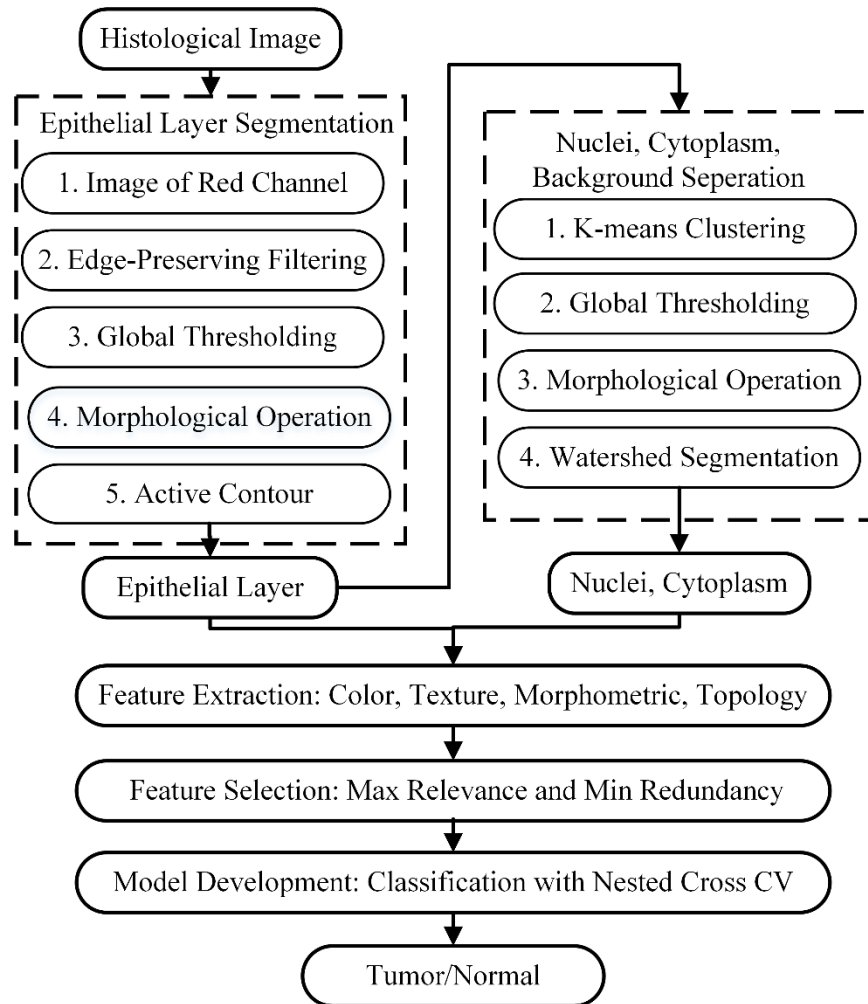 Histological Image
Epithelial Layer Segmentation
1. Image of Red Channel
2. Edge-Preserving Filtering
3. Global Thresholding
4. Morphological Operation
5. Active Contour
Epithelial Layer
Nuclei, Cytoplasm,
Background Seperation
1. K-means Clustering
2. Global Thresholding
3. Morphological Operation
4. Watershed Segmentation
Nuclei, Cytoplasm
Feature Extraction: Color, Texture, Morphometric, Topology
Feature Selection: Max Relevance and Min Redundancy
Model Development: Classification with Nested Cross CV
Tumor/Normal